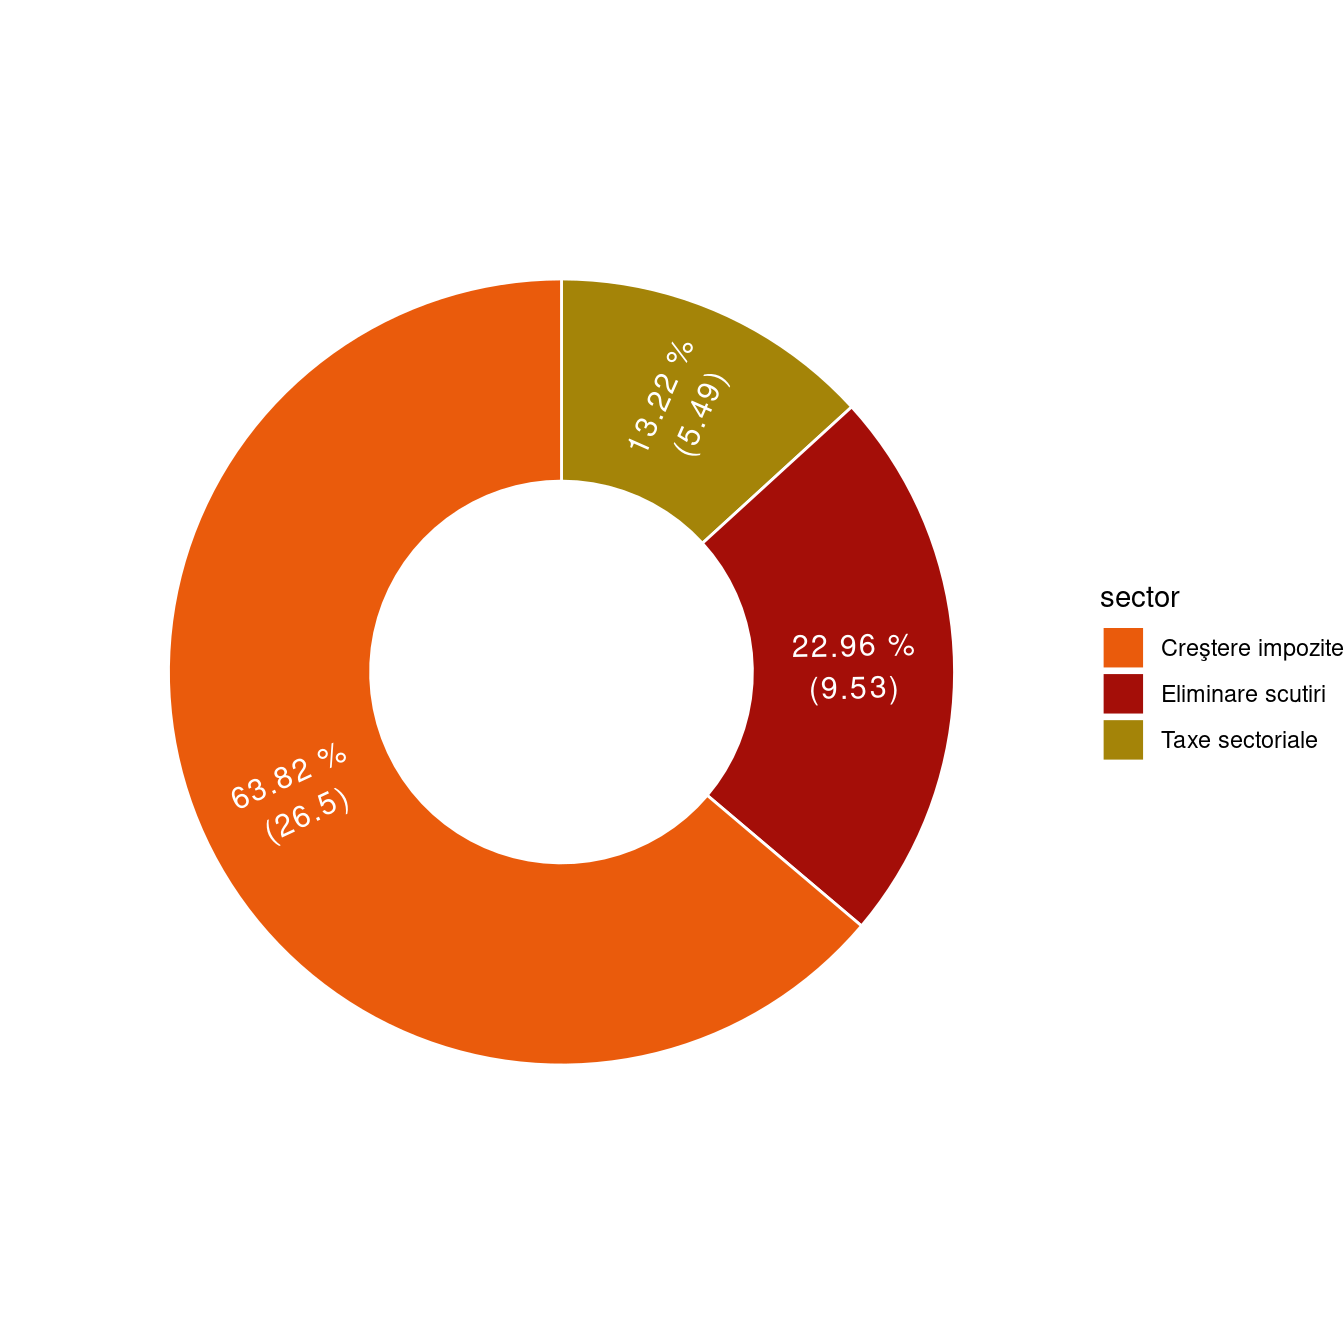 13.22 %
(5.49)
22.96 %
(9.53)
63.82 %
(26.5)
sector
Creştere impozite
Eliminare scutiri
Taxe sectoriale